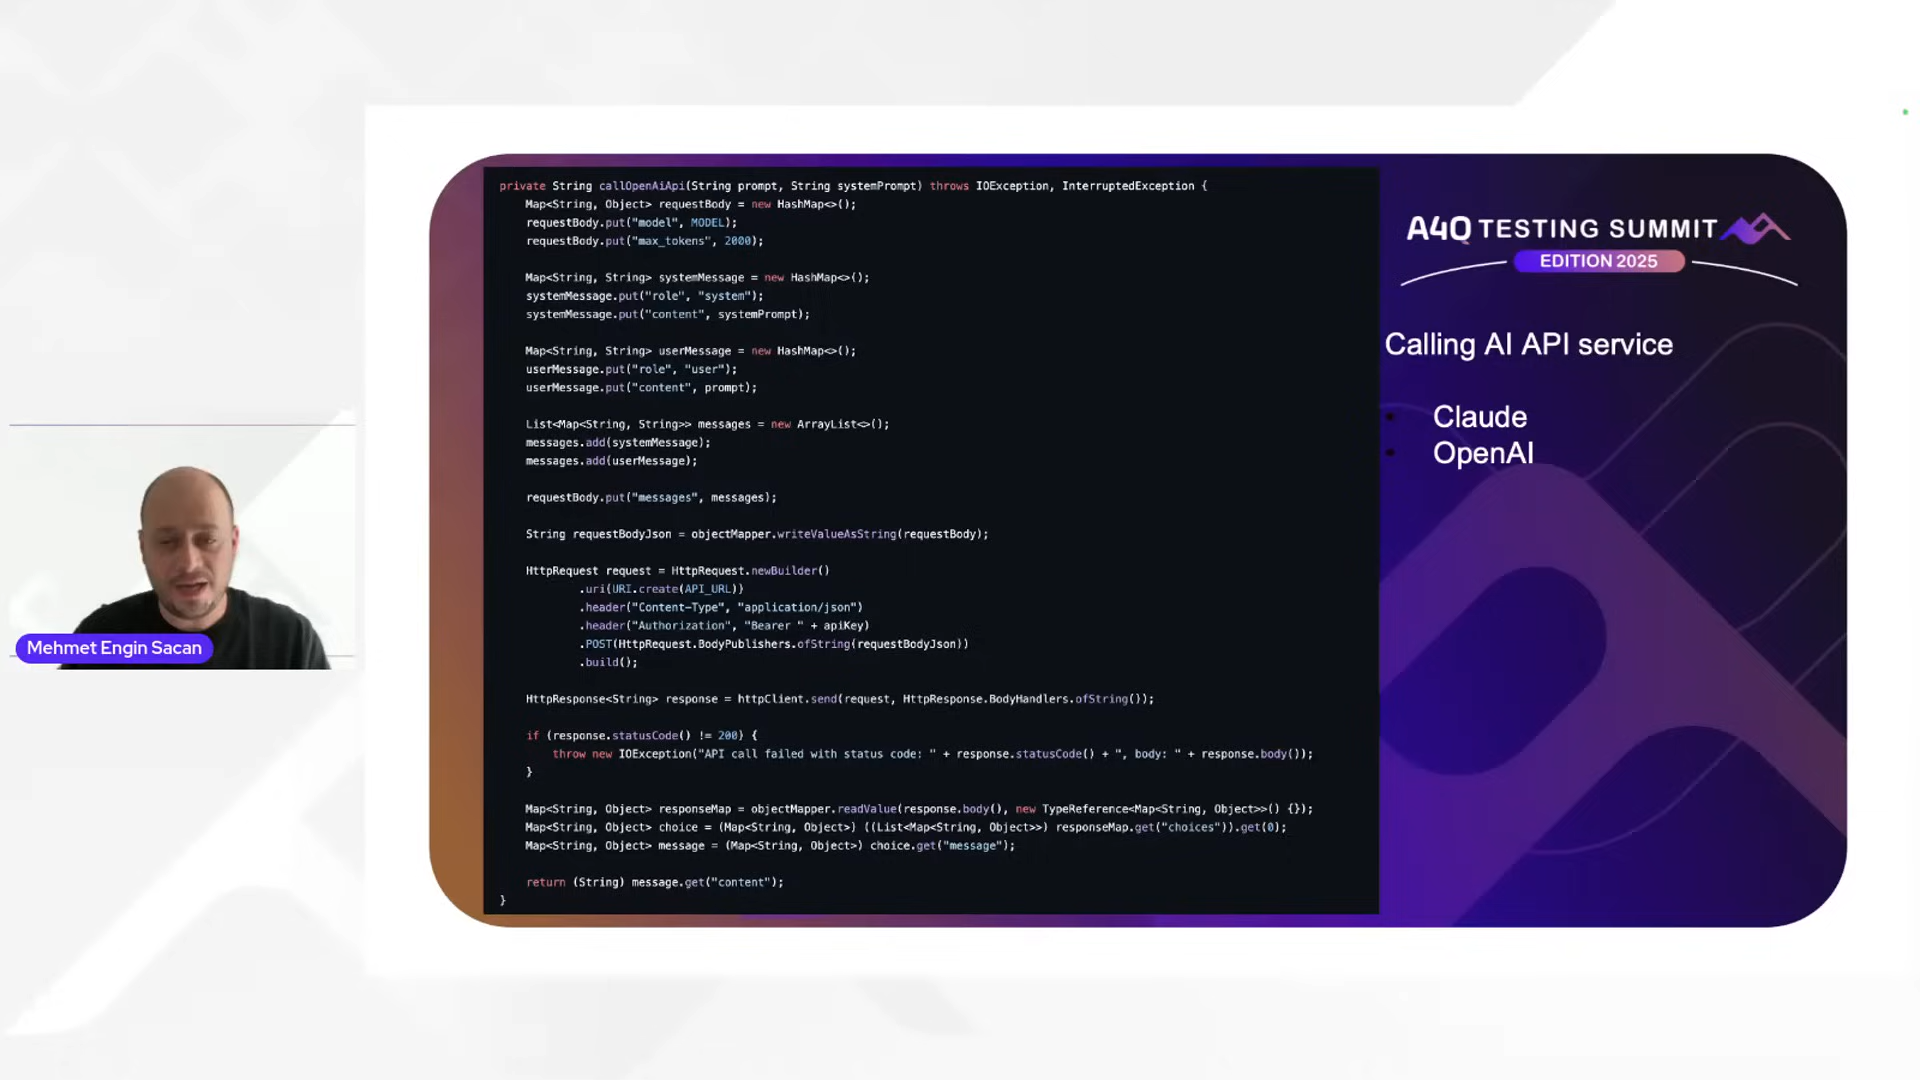 private String callOpenAiApi(String prompt, String systemPrompt) throws IOException, InterruptedException {
Map<String, Object> requestBody = new HashMap<>();
requestBody.put("model", MODEL);
requestBody.put("max_tokens", 2000);
Map<String, String> systemMessage = new HashMap<>();
systemMessage.put("role", "system");
systemMessage.put("content", systemPrompt);
Map<String, String> userMessage = new HashMap<>();
userMessage.put("role", "user");
userMessage.put("content", prompt);
List<Map<String, String>> messages = new ArrayList<>();
messages.add(systemMessage);
messages.add(userMessage);
requestBody.put("messages", messages);
String requestBodyJson = objectMapper.writeValueAsString(requestBody);
HttpRequest request = HttpRequest.newBuilder()
.uri(URI.create(API_URL))
.header("Content-Type", "application/json")
.header("Authorization", "Bearer " + apiKey)
.POST(HttpRequest.BodyPublishers.ofString(requestBodyJson))
.build();
HttpResponse<String> response = httpClient.send(request, HttpResponse.BodyHandlers.ofString());
if (response.statusCode() != 200) {
throw new IOException("API call failed with status code: " + response.statusCode() + ", body: " + response.body());
}
Map<String, Object> responseMap = objectMapper.readValue(response.body(), new TypeReference<Map<String, Object>>() {});
Map<String, Object> choice = (Map<String, Object>) ((List<Map<String, Object>>) responseMap.get("choices")).get(0);
Map<String, Object> message = (Map<String, Object>) choice.get("message");
return (String) message.get("content");
}
A4Q TESTING SUMMIT
EDITION 2025
Calling AI API service
• Claude
• OpenAI
Mehmet Engin Sacan